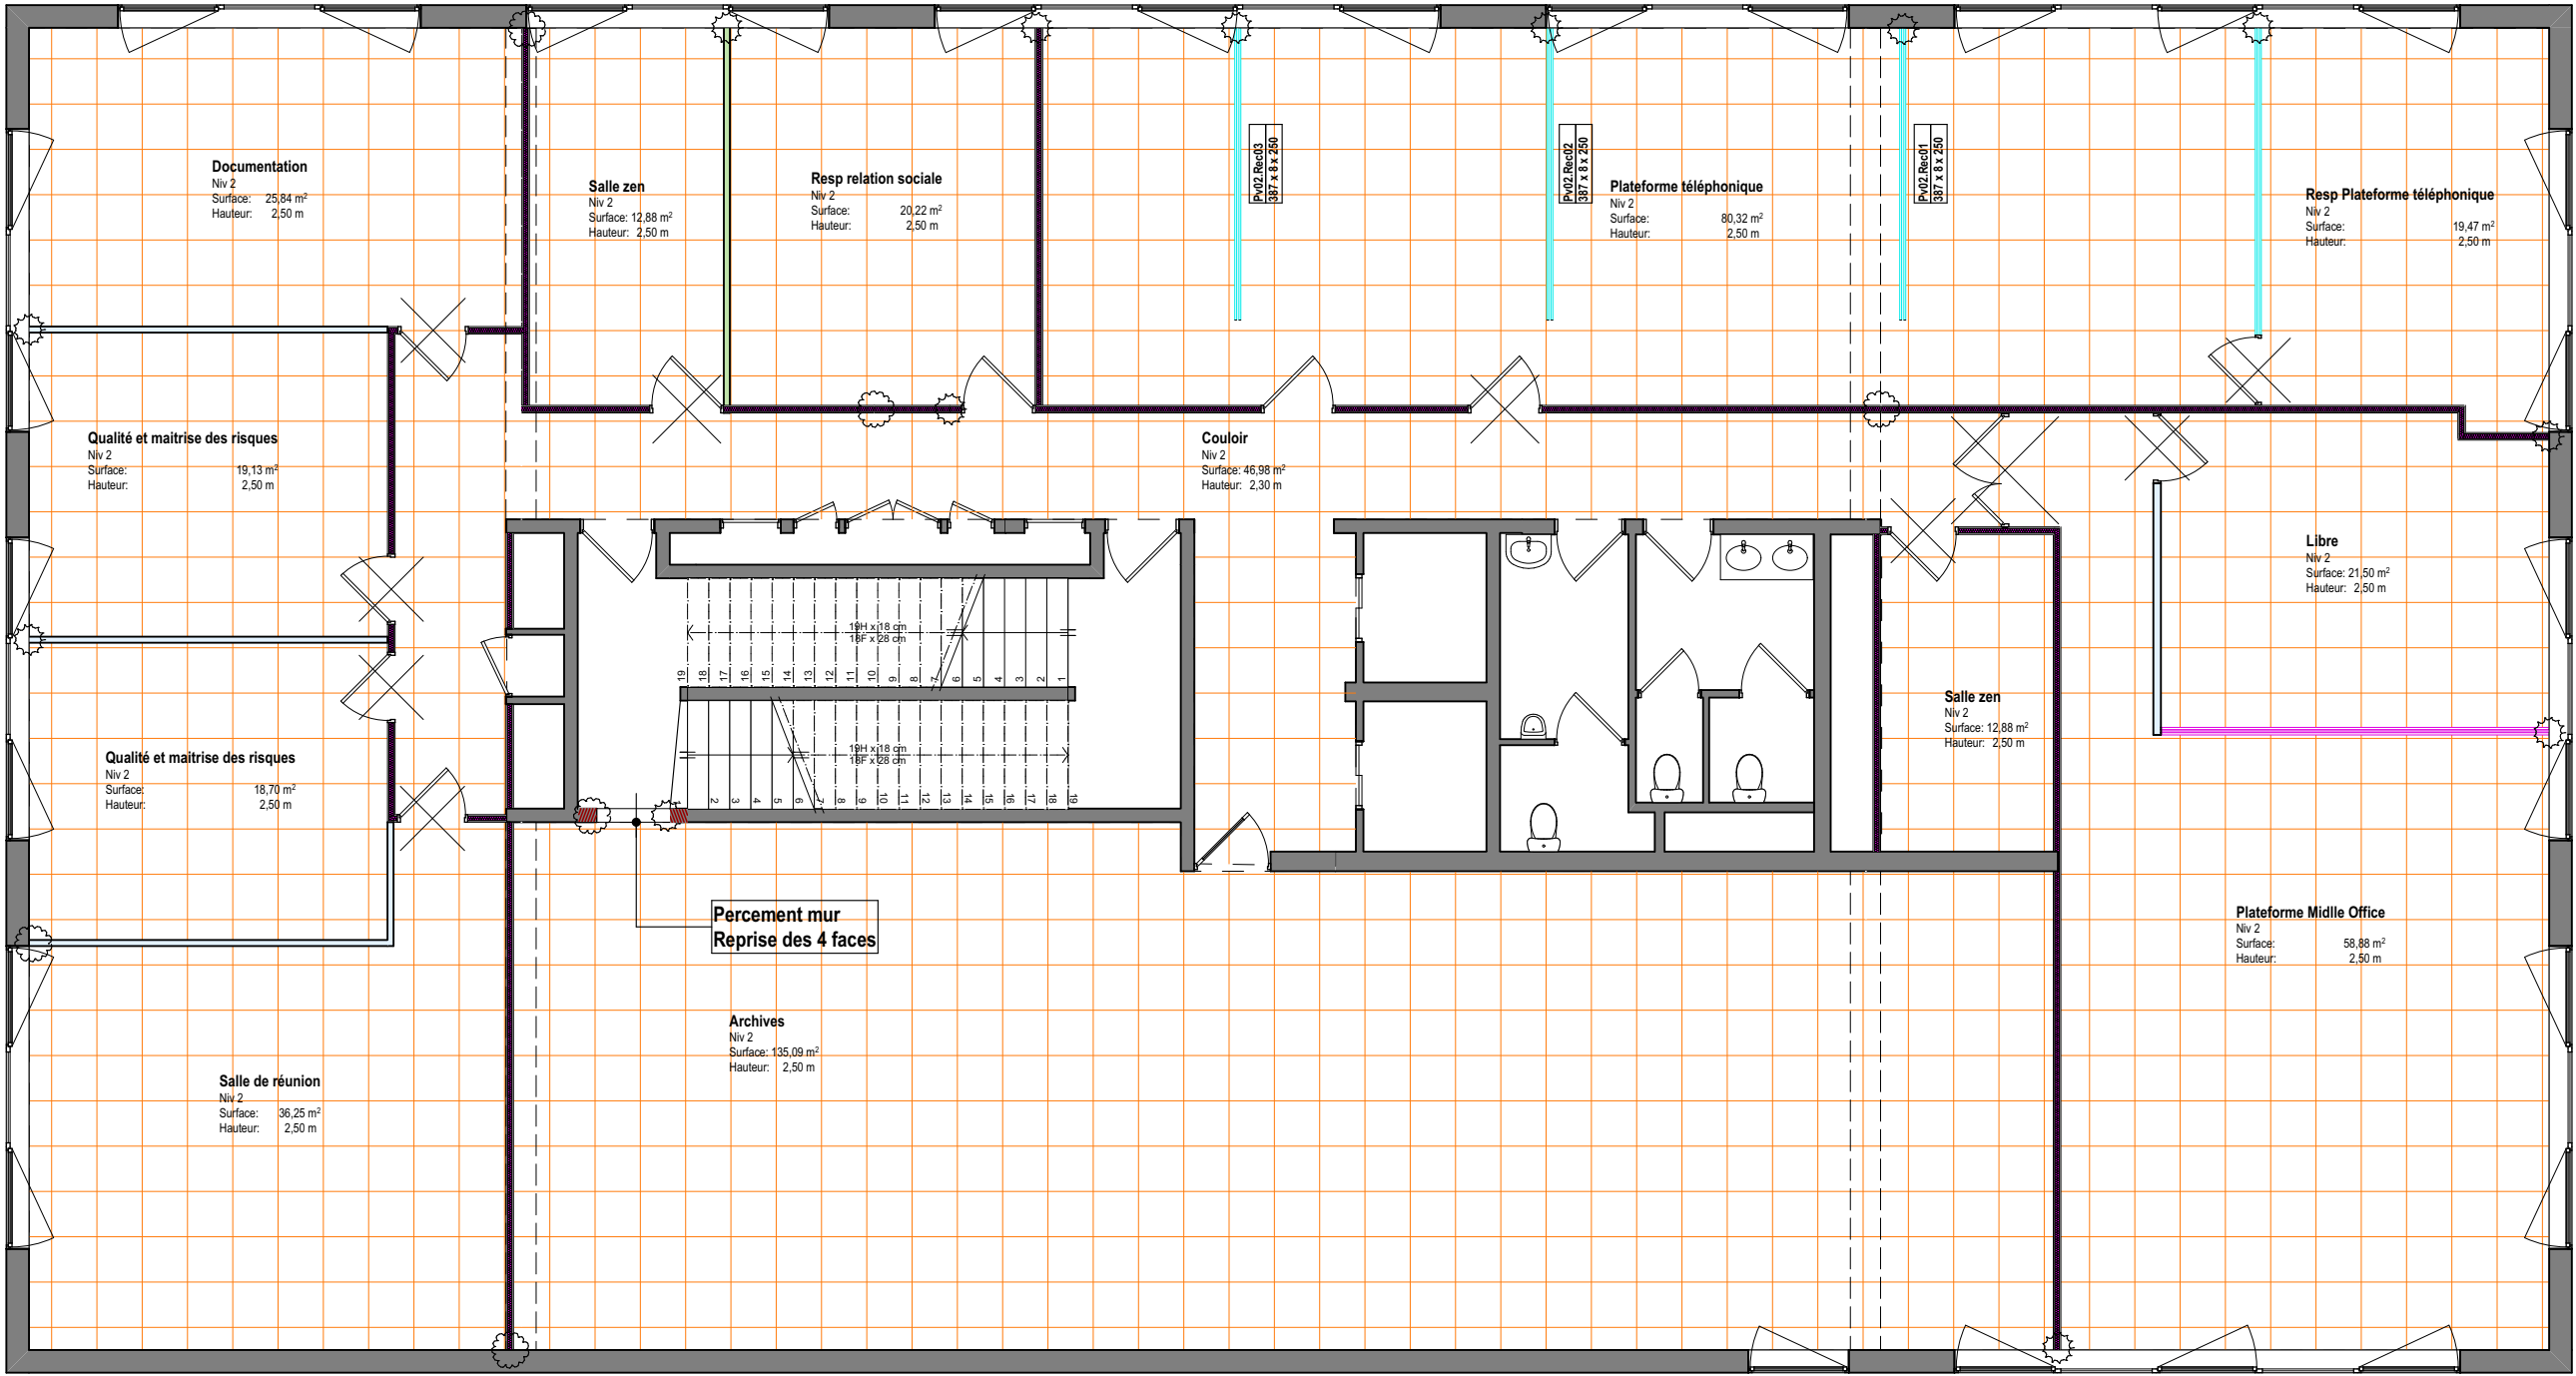 Documentation
Niv 2
Surface: 25,84 m²
Hauteur: 2,50 m
Salle zen
Niv 2
Surface: 12,88 m²
Hauteur: 2,50 m
Resp relation sociale
Niv 2
Surface: 20,22 m²
Hauteur: 2,50 m
Pv02.Rec03
387 x 8 x 250
Pv02.Rec02
387 x 8 x 250
Plateforme téléphonique
Niv 2
Surface: 80,32 m²
Hauteur: 2,50 m
Pv02.Rec01
387 x 8 x 250
Resp Plateforme téléphonique
Niv 2
Surface: 19,47 m²
Hauteur: 2,50 m
Qualité et maitrise des risques
Niv 2
Surface: 19,13 m²
Hauteur: 2,50 m
Couloir
Niv 2
Surface: 46,98 m²
Hauteur: 2,30 m
Libre
Niv 2
Surface: 21,50 m²
Hauteur: 2,50 m
19H x 18 cm
18F x 28 cm
19 18 17 16 15 14 13 12 11 10 9 8 7 6 5 4 3 2 1
Salle zen
Niv 2
Surface: 12,88 m²
Hauteur: 2,50 m
Qualité et maitrise des risques
Niv 2
Surface: 18,70 m²
Hauteur: 2,50 m
19H x 18 cm
18F x 28 cm
1 2 3 4 5 6 7 8 9 10 11 12 13 14 15 16 17 18 19
Percement mur
Reprise des 4 faces
Plateforme Midlle Office
Niv 2
Surface: 58,88 m²
Hauteur: 2,50 m
Archives
Niv 2
Surface: 135,09 m²
Hauteur: 2,50 m
Salle de réunion
Niv 2
Surface: 36,25 m²
Hauteur: 2,50 m